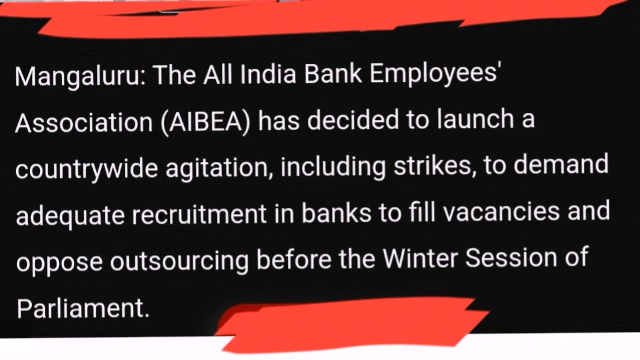 Mangaluru: The All India Bank Employees'
Association (AIBEA) has decided to launch a
countrywide agitation, including strikes, to demand
adequate recruitment in banks to fill vacancies and
oppose outsourcing before the Winter Session of
Parliament.